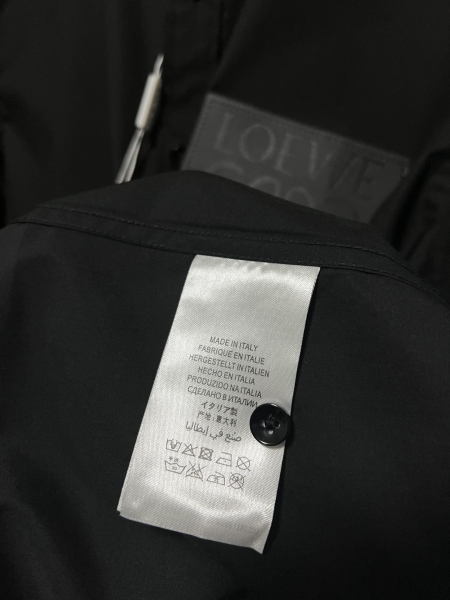 LOEWE
MADE IN ITALY
FABRIQUÉ EN ITALIE
HERGESTELLT IN ITALIEN
HECHO EN ITALIA
PRODUZIDO NA ITALIA
СДЕЛАНО В ИТАЛИИ
イタリア製
产地:意大利
صنع في إيطاليا